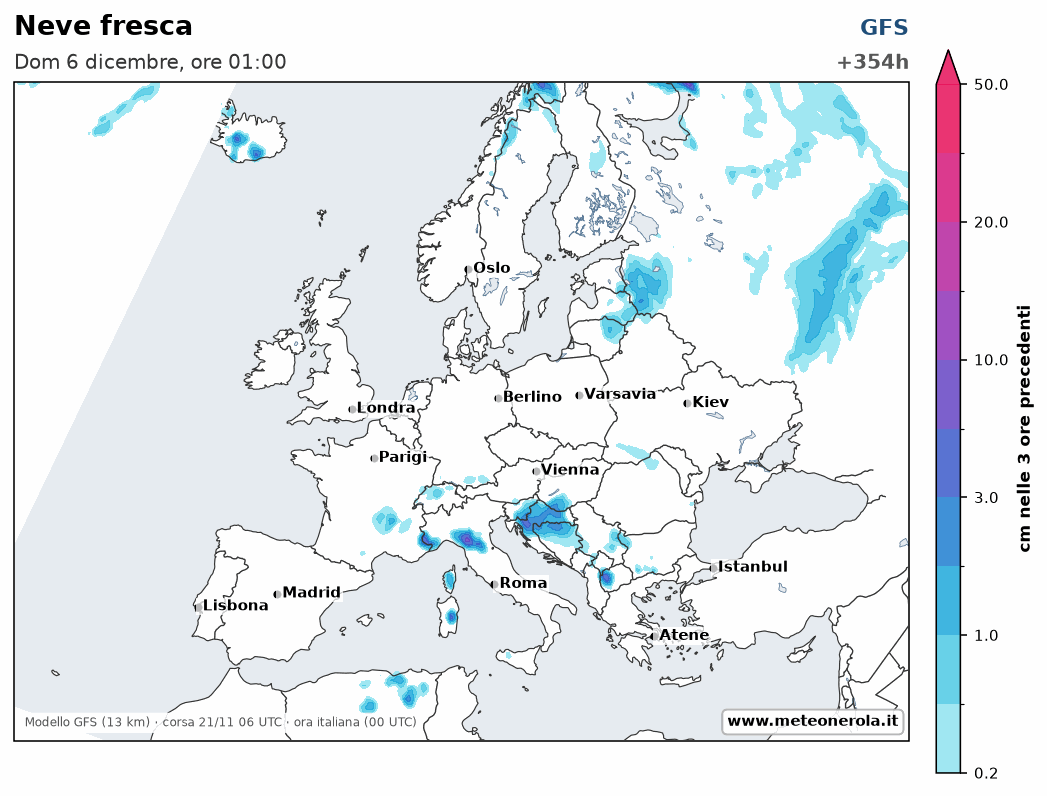 Neve fresca
GFS
Dom 6 dicembre, ore 01:00
+354h
50.0
20.0
10.0
3.0
1.0
0.2
cm nelle 3 ore precedenti
Oslo
Londra
Berlino
Varsavia
Kiev
Parigi
Vienna
Istanbul
Roma
Madrid
Lisbona
Atene
Modello GFS (13 km) · corsa 21/11 06 UTC · ora italiana (00 UTC)
www.meteonerola.it